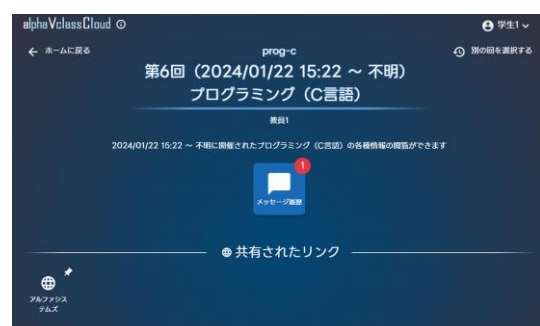 alphaVclassCloud
学生1
ホームに戻る
prog-c
別の回を選択する
第6回（2024/01/22 15:22 ～ 不明）
プログラミング（C言語）
教員1
2024/01/22 15:22 ～ 不明に開催されたプログラミング（C言語）の各種情報の閲覧ができます
1
メッセージ履歴
共有されたリンク
アルファシス
テムズ